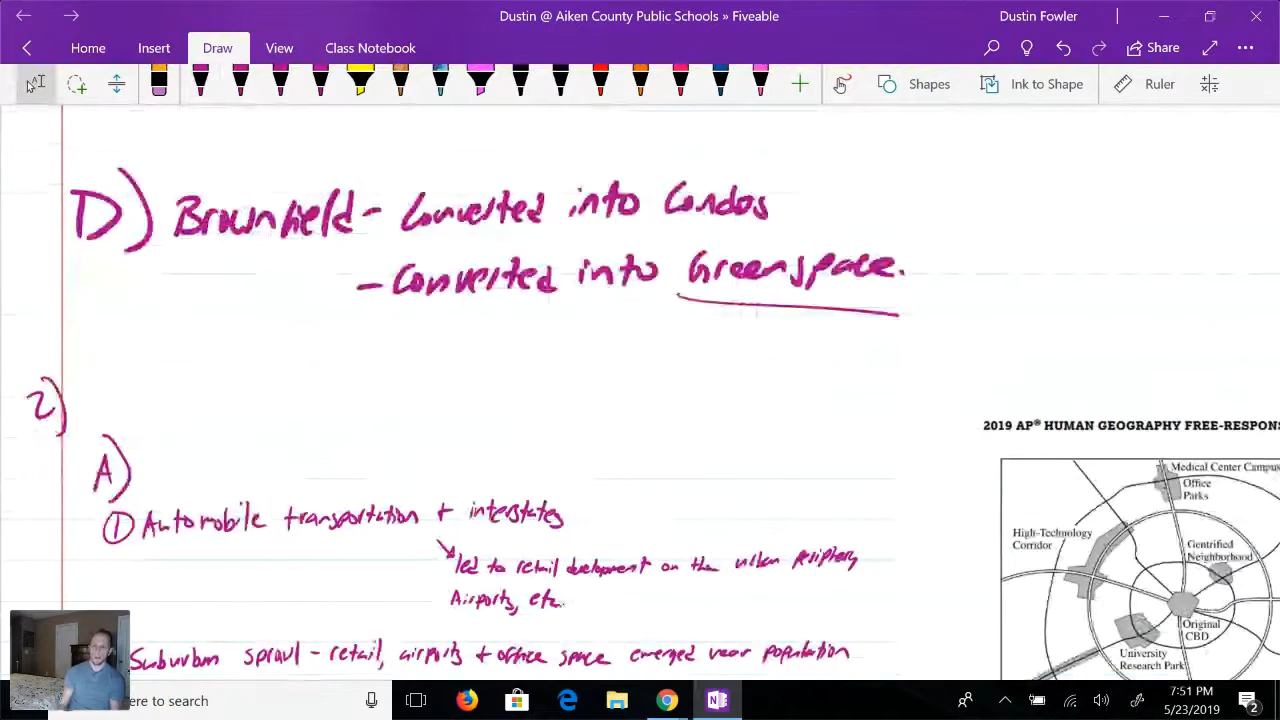 Dustin @ Aiken County Public Schools » Fiveable
Dustin Fowler
Home Insert Draw View Class Notebook
Share
Shapes Ink to Shape Ruler
D) Brownfield - Converted into Condos
- Converted into Greenspace.
2)
A)
① Automobile transportation + interstates
led to retail development on the urban periphery
Airports, etc.
Suburban sprawl - retail, airports + office space emerged near population
2019 AP® HUMAN GEOGRAPHY FREE-RESPON
Medical Center Campus
Office
Parks
High-Technology
Corridor
Gentrified
Neighborhood
Original
CBD
University
Research Park
ere to search
7:51 PM
5/23/2019
2